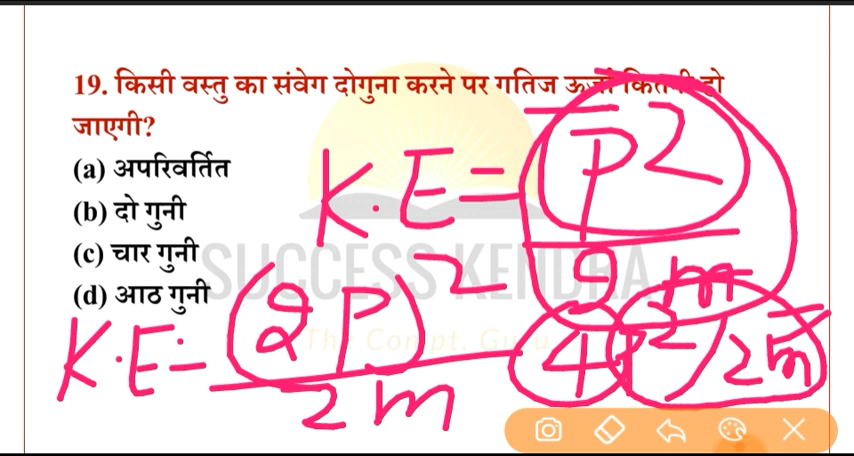 19. किसी वस्तु का संवेग दोगुना करने पर गतिज ऊर्जा कितनी हो
जाएगी?
(a) अपरिवर्तित
(b) दो गुनी
(c) चार गुनी
(d) आठ गुनी
SUCCESS KENDRA
The Compt. Guru
K.E = P2
2m
K.E = (2P)2
2m
4P2/2m